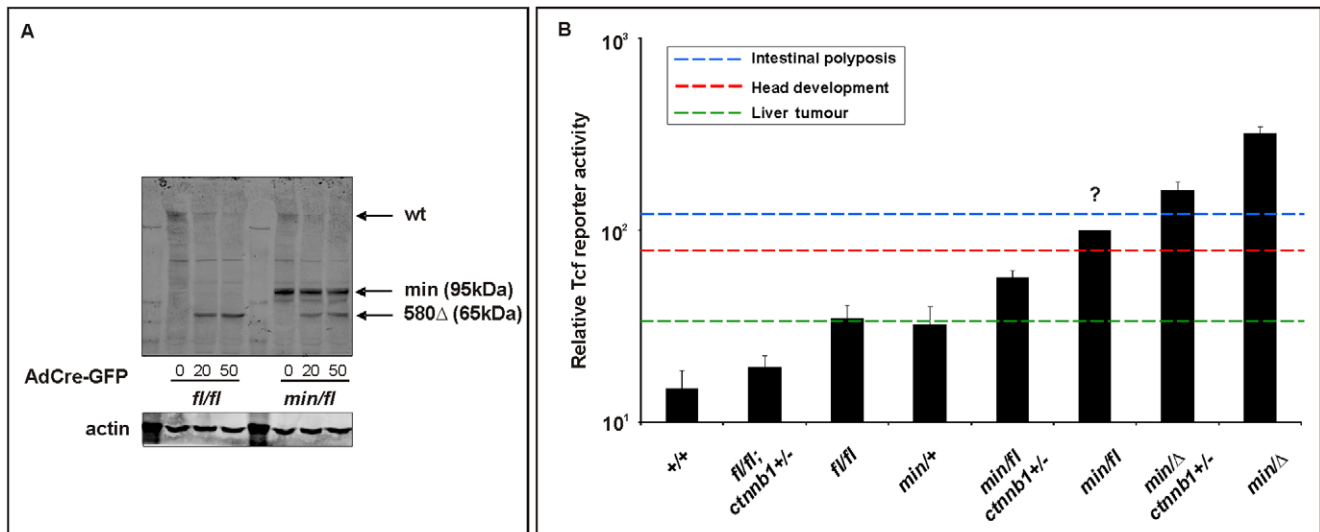 A
wt
min (95kDa)
580Δ (65kDa)
AdCre-GFP
0 20 50 0 20 50
fl/fl min/fl
actin
B
Relative Tcf reporter activity
10³
10²
10¹
Intestinal polyposis
Head development
Liver tumour
?
+/+
fl/fl;
ctnnb1+/-
fl/fl
min/+
min/fl
ctnnb1+/-
min/fl
min/Δ
ctnnb1+/-
min/Δ